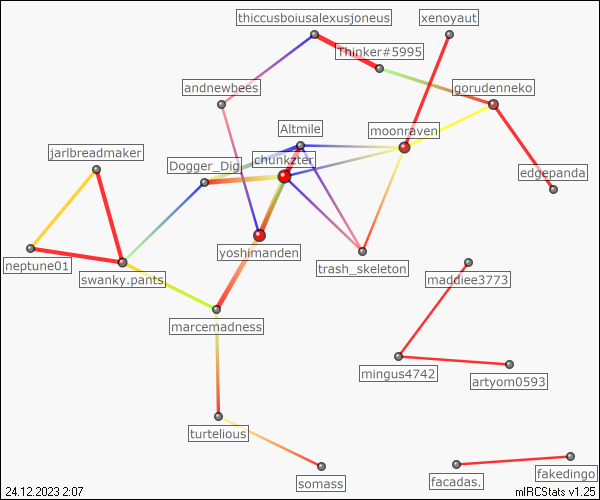 thiccusboiusalexusjoneus
xenoyaut
Thinker#5995
andnewbees
gorudenneko
Altmile
moonraven
jarlbreadmaker
Dogger_Dig
chunkzter
edgepanda
yoshimanden
neptune01
trash_skeleton
swanky.pants
maddiee3773
marcemadness
mingus4742
artyom0593
turtelious
somass
facadas.
fakedingo
24.12.2023 2:07
mIRCStats v1.25